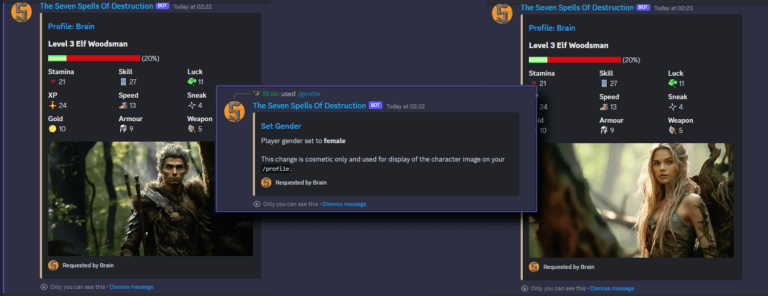 The Seven Spells Of Destruction BOT Today at 02:22
Profile: Brain
Level 3 Elf Woodsman
(20%)
Stamina Skill Luck
21 27 11
XP Speed Sneak
24 13 4
Gold Armour Weapon
10 9 5
Requested by Brain
Only you can see this • Dismiss message
Brain used /gender
The Seven Spells Of Destruction BOT Today at 02:22
Set Gender
Player gender set to female
This change is cosmetic only and used for display of the character image on your
/profile.
Requested by Brain
Only you can see this • Dismiss message
The Seven Spells Of Destruction BOT Today at 02:23
Profile: Brain
Level 3 Elf Woodsman
(20%)
Stamina Skill Luck
21 27 11
Speed Sneak
24 13 4
Armour Weapon
10 9 5
Requested by Brain
Only you can see this • Dismiss message